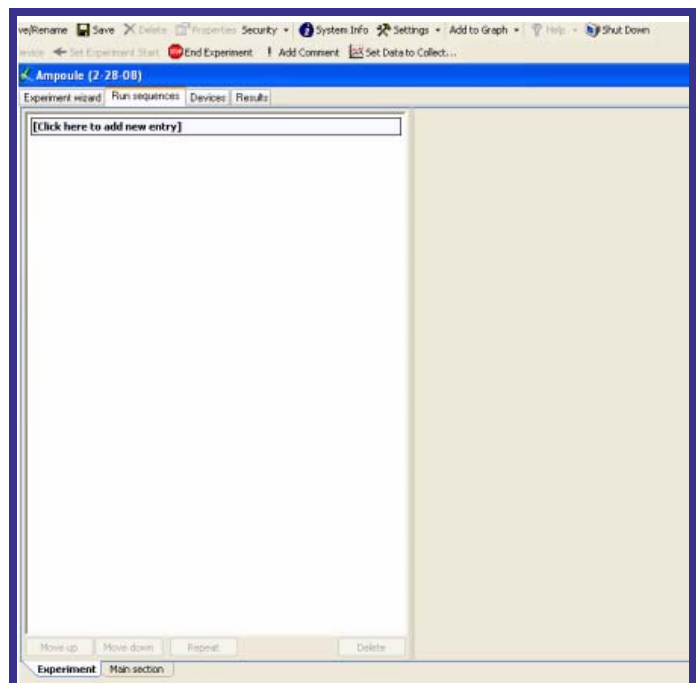 ve/Rename Save Delete Properties Security System Info Settings Add to Graph Help Shut Down
Set Experiment Start End Experiment ! Add Comment Set Data to Collect...
Ampoule (2-28-08)
Experiment wizard Run sequences Devices Results
[Click here to add new entry]
Move up Move down Repeat Delete
Experiment Main section